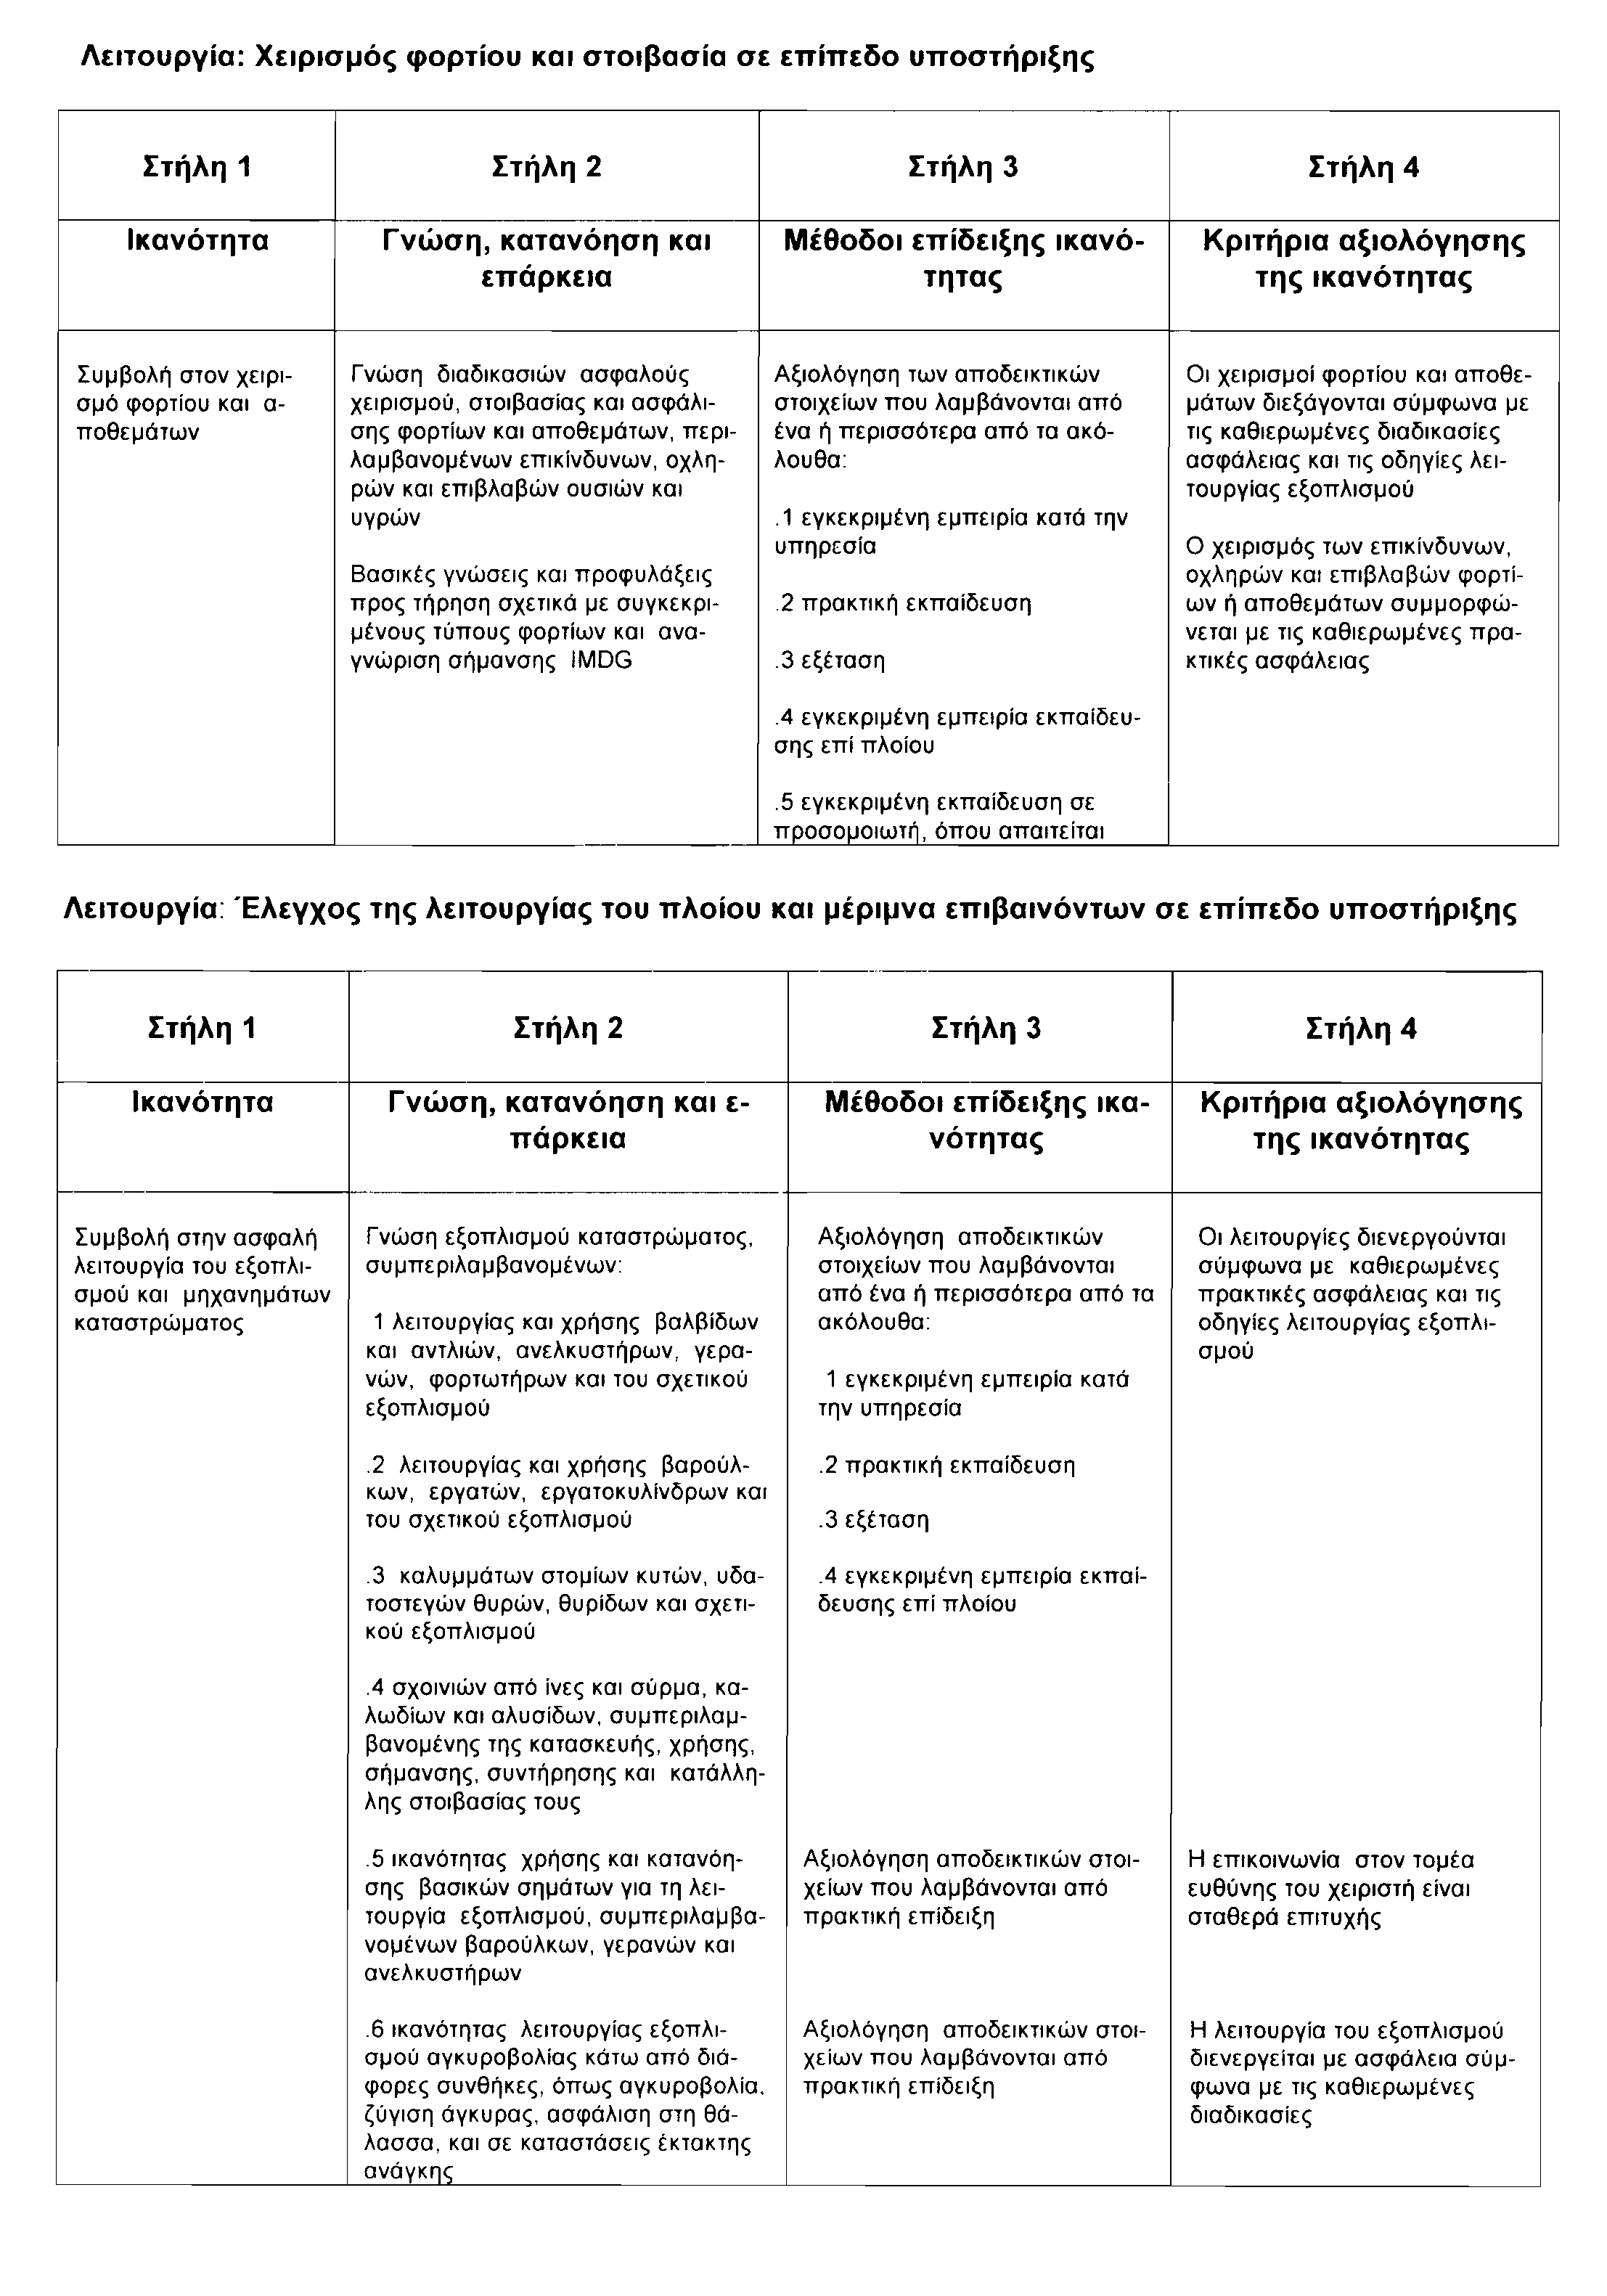 Λειτουργία: Χειρισμός φορτίου και στοιβασία σε επίπεδο υποστήριξης
Στήλη 1
Στήλη 2
Στήλη 3
Στήλη 4
Ικανότητα
Γνώση, κατανόηση και
επάρκεια
Μέθοδοι επίδειξης ικανό-
τητας
Κριτήρια αξιολόγησης
της ικανότητας
Συμβολή στον χειρι-
σμό φορτίου και α-
ποθεμάτων
Γνώση διαδικασιών ασφαλούς
χειρισμού, στοιβασίας και ασφάλι-
σης φορτίων και αποθεμάτων, περι-
λαμβανομένων επικίνδυνων, οχλη-
ρών και επιβλαβών ουσιών και
υγρών
Βασικές γνώσεις και προφυλάξεις
προς τήρηση σχετικά με συγκεκρι-
μένους τύπους φορτίων και ανα-
γνώριση σήμανσης IMDG
Αξιολόγηση των αποδεικτικών
στοιχείων που λαμβάνονται από
ένα ή περισσότερα από τα ακό-
λουθα:
.1 εγκεκριμένη εμπειρία κατά την
υπηρεσία
.2 πρακτική εκπαίδευση
.3 εξέταση
.4 εγκεκριμένη εμπειρία εκπαίδευ-
σης επί πλοίου
.5 εγκεκριμένη εκπαίδευση σε
προσομοιωτή, όπου απαιτείται
Οι χειρισμοί φορτίου και αποθε-
μάτων διεξάγονται σύμφωνα με
τις καθιερωμένες διαδικασίες
ασφάλειας και τις οδηγίες λει-
τουργίας εξοπλισμού
Ο χειρισμός των επικίνδυνων,
οχληρών και επιβλαβών φορτί-
ων ή αποθεμάτων συμμορφώ-
νεται με τις καθιερωμένες πρα-
κτικές ασφάλειας
Λειτουργία: Έλεγχος της λειτουργίας του πλοίου και μέριμνα επιβαινόντων σε επίπεδο υποστήριξης
Στήλη 1
Στήλη 2
Στήλη 3
Στήλη 4
Ικανότητα
Γνώση, κατανόηση και ε-
πάρκεια
Μέθοδοι επίδειξης ικα-
νότητας
Κριτήρια αξιολόγησης
της ικανότητας
Συμβολή στην ασφαλή
λειτουργία του εξοπλι-
σμού και μηχανημάτων
καταστρώματος
Γνώση εξοπλισμού καταστρώματος,
συμπεριλαμβανομένων:
1 λειτουργίας και χρήσης βαλβίδων
και αντλιών, ανελκυστήρων, γερα-
νών, φορτωτήρων και του σχετικού
εξοπλισμού
.2 λειτουργίας και χρήσης βαρούλ-
κων, εργατών, εργατοκυλίνδρων και
του σχετικού εξοπλισμού
.3 καλυμμάτων στομίων κυτών, υδα-
τοστεγών θυρών, θυρίδων και σχετι-
κού εξοπλισμού
.4 σχοινιών από ίνες και σύρμα, κα-
λωδίων και αλυσίδων, συμπεριλαμ-
βανομένης της κατασκευής, χρήσης,
σήμανσης, συντήρησης και κατάλλη-
λης στοιβασίας τους
.5 ικανότητας χρήσης και κατανόη-
σης βασικών σημάτων για τη λει-
τουργία εξοπλισμού, συμπεριλαμβα-
νομένων βαρούλκων, γερανών και
ανελκυστήρων
.6 ικανότητας λειτουργίας εξοπλι-
σμού αγκυροβολίας κάτω από διά-
φορες συνθήκες, όπως αγκυροβολία,
ζύγιση άγκυρας, ασφάλιση στη θά-
λασσα, και σε καταστάσεις έκτακτης
ανάγκης
Αξιολόγηση αποδεικτικών
στοιχείων που λαμβάνονται
από ένα ή περισσότερα από τα
ακόλουθα:
1 εγκεκριμένη εμπειρία κατά
την υπηρεσία
.2 πρακτική εκπαίδευση
.3 εξέταση
.4 εγκεκριμένη εμπειρία εκπαί-
δευσης επί πλοίου
Αξιολόγηση αποδεικτικών στοι-
χείων που λαμβάνονται από
πρακτική επίδειξη
Αξιολόγηση αποδεικτικών στοι-
χείων που λαμβάνονται από
πρακτική επίδειξη
Οι λειτουργίες διενεργούνται
σύμφωνα με καθιερωμένες
πρακτικές ασφάλειας και τις
οδηγίες λειτουργίας εξοπλι-
σμού
Η επικοινωνία στον τομέα
ευθύνης του χειριστή είναι
σταθερά επιτυχής
Η λειτουργία του εξοπλισμού
διενεργείται με ασφάλεια σύμ-
φωνα με τις καθιερωμένες
διαδικασίες